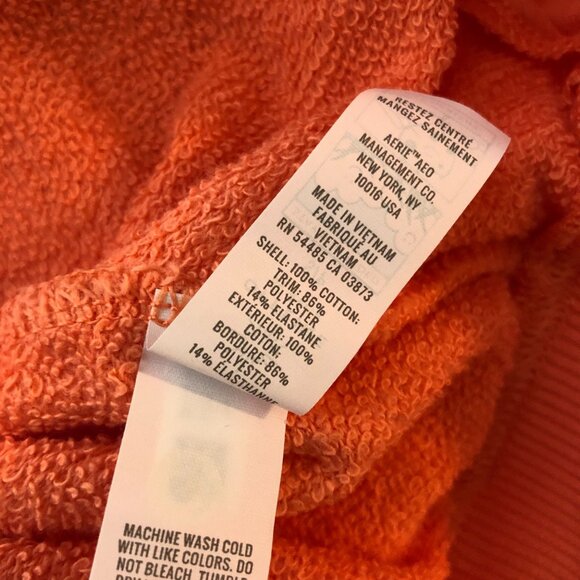 RESTEZ CENTRÉ
MANGEZ SAINEMENT
AERIE™ AEO
MANAGEMENT CO.
NEW YORK, NY
10016 USA
MADE IN VIETNAM
FABRIQUÉ AU
VIETNAM
RN 54485 CA 03873
SHELL: 100% COTTON:
TRIM: 86%
POLYESTER
14% ELASTANE
EXTÉRIEUR: 100%
COTON:
BORDURE: 86%
POLYESTER
14% ÉLASTHANNE
MACHINE WASH COLD
WITH LIKE COLORS. DO
NOT BLEACH. TUMBLE